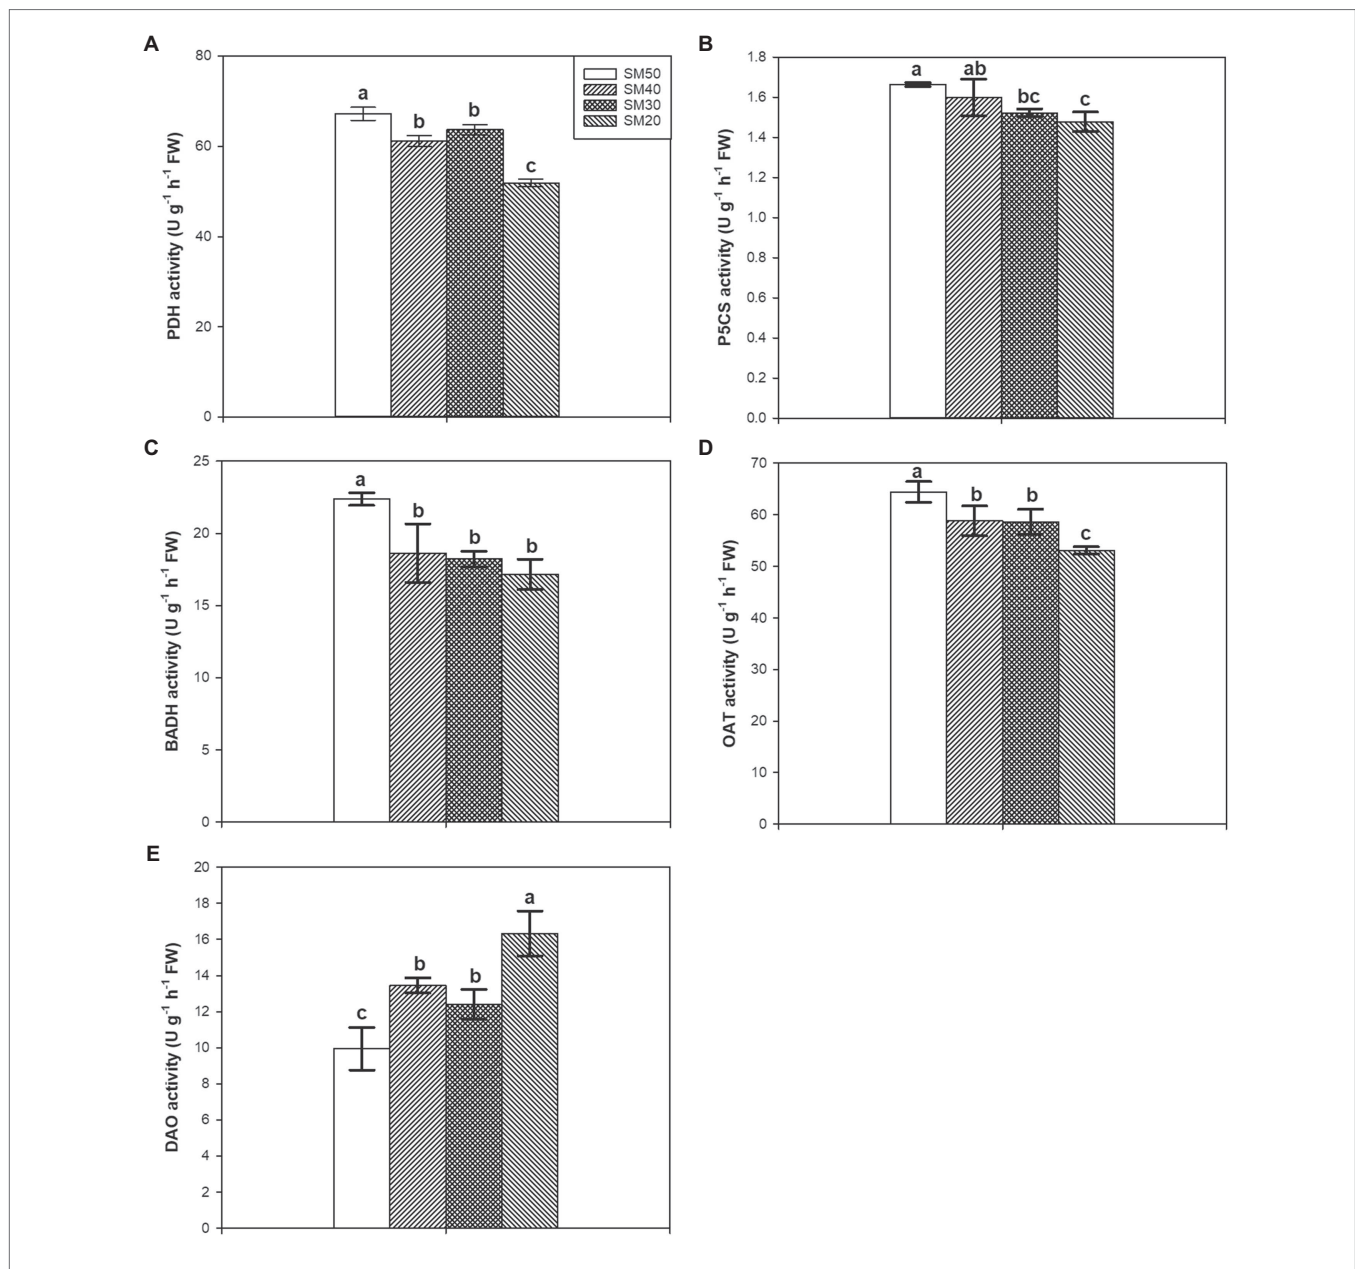 A
80
60
40
20
0
PDH activity (U g⁻¹ h⁻¹ FW)
a
b
b
c
SM50
SM40
SM30
SM20
B
1.8
1.6
1.4
1.2
1.0
0.8
0.6
0.4
0.2
0.0
P5CS activity (U g⁻¹ h⁻¹ FW)
a
ab
bc
c
C
25
20
15
10
5
0
BADH activity (U g⁻¹ h⁻¹ FW)
a
b
b
b
D
70
60
50
40
30
20
10
0
OAT activity (U g⁻¹ h⁻¹ FW)
a
b
b
c
E
20
18
16
14
12
10
8
6
4
2
0
DAO activity (U g⁻¹ h⁻¹ FW)
c
b
b
a